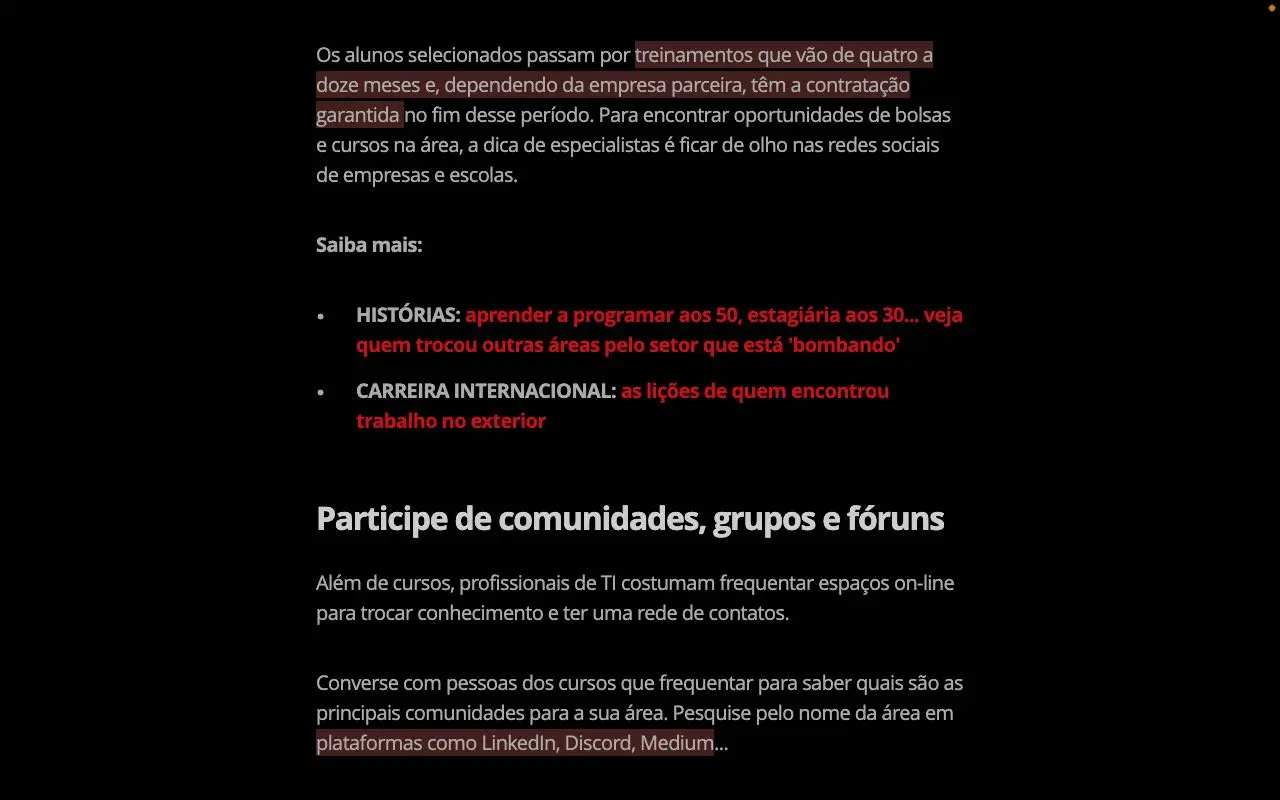 Os alunos selecionados passam por treinamentos que vão de quatro a
doze meses e, dependendo da empresa parceira, têm a contratação
garantida no fim desse período. Para encontrar oportunidades de bolsas
e cursos na área, a dica de especialistas é ficar de olho nas redes sociais
de empresas e escolas.
Saiba mais:
• HISTÓRIAS: aprender a programar aos 50, estagiária aos 30... veja
quem trocou outras áreas pelo setor que está 'bombando'
• CARREIRA INTERNACIONAL: as lições de quem encontrou
trabalho no exterior
Participe de comunidades, grupos e fóruns
Além de cursos, profissionais de TI costumam frequentar espaços on-line
para trocar conhecimento e ter uma rede de contatos.
Converse com pessoas dos cursos que frequentar para saber quais são as
principais comunidades para a sua área. Pesquise pelo nome da área em
plataformas como LinkedIn, Discord, Medium...